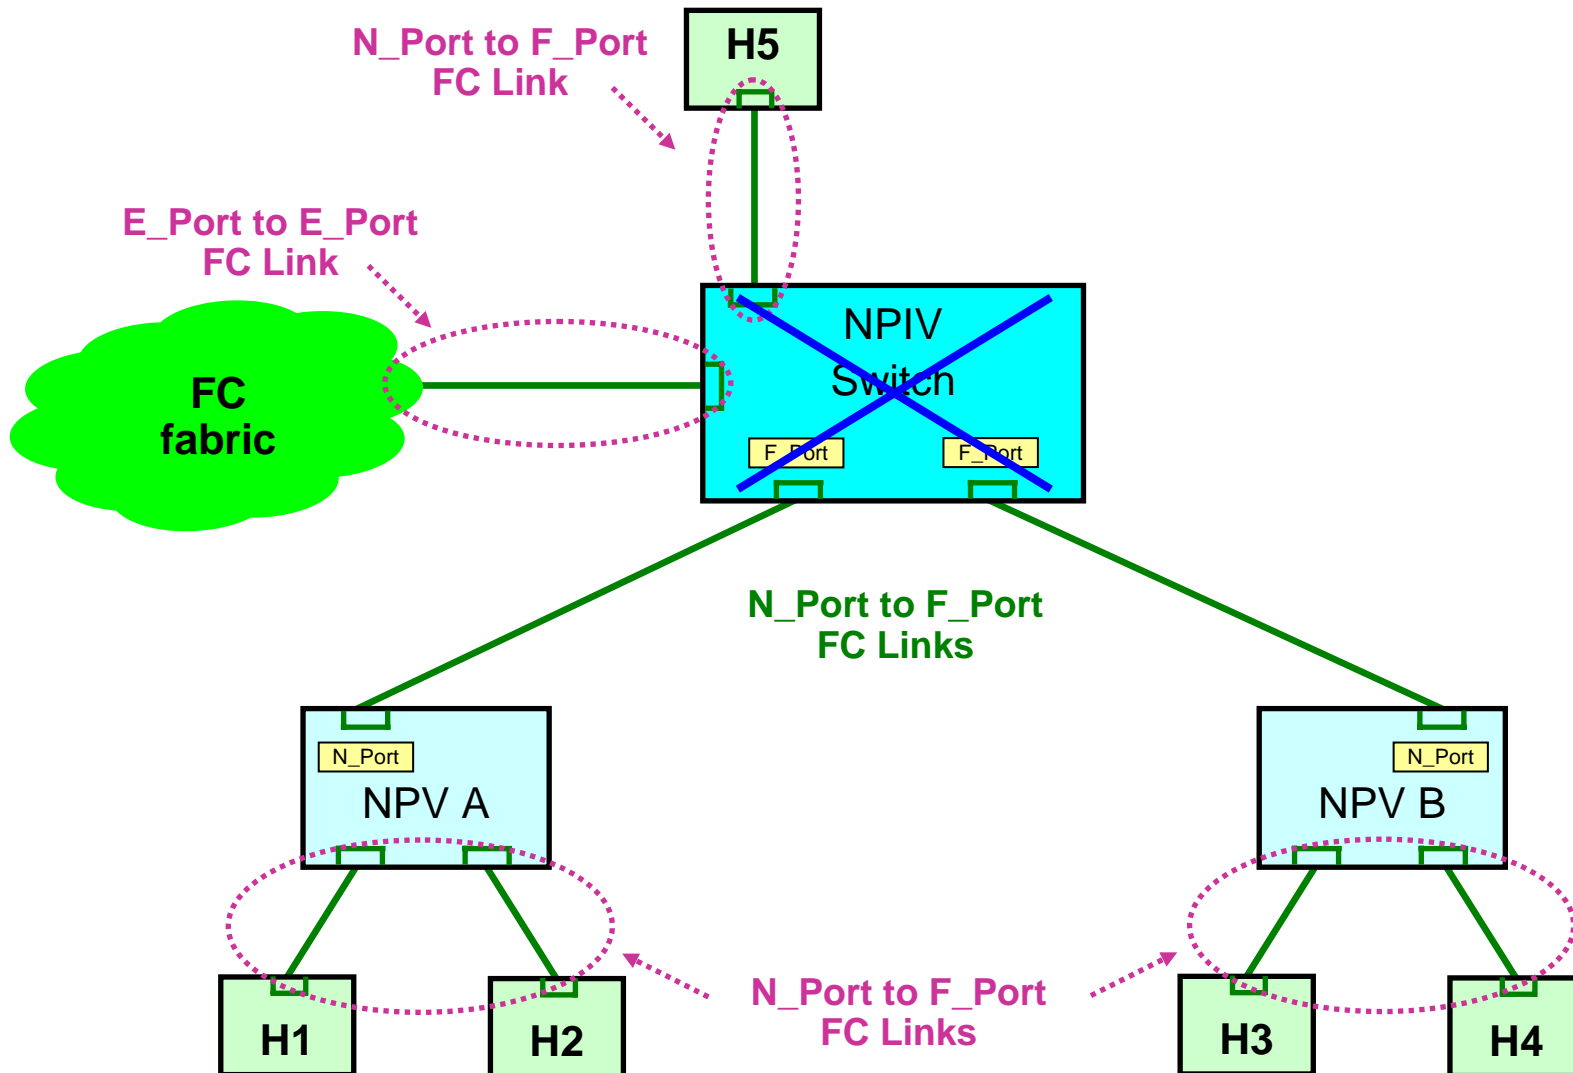 N_Port to F_Port
FC Link
H5
E_Port to E_Port
FC Link
FC
fabric
NPIV
Switch
F_Port
F_Port
N_Port to F_Port
FC Links
N_Port
NPV A
N_Port
NPV B
N_Port to F_Port
FC Links
H1
H2
H3
H4